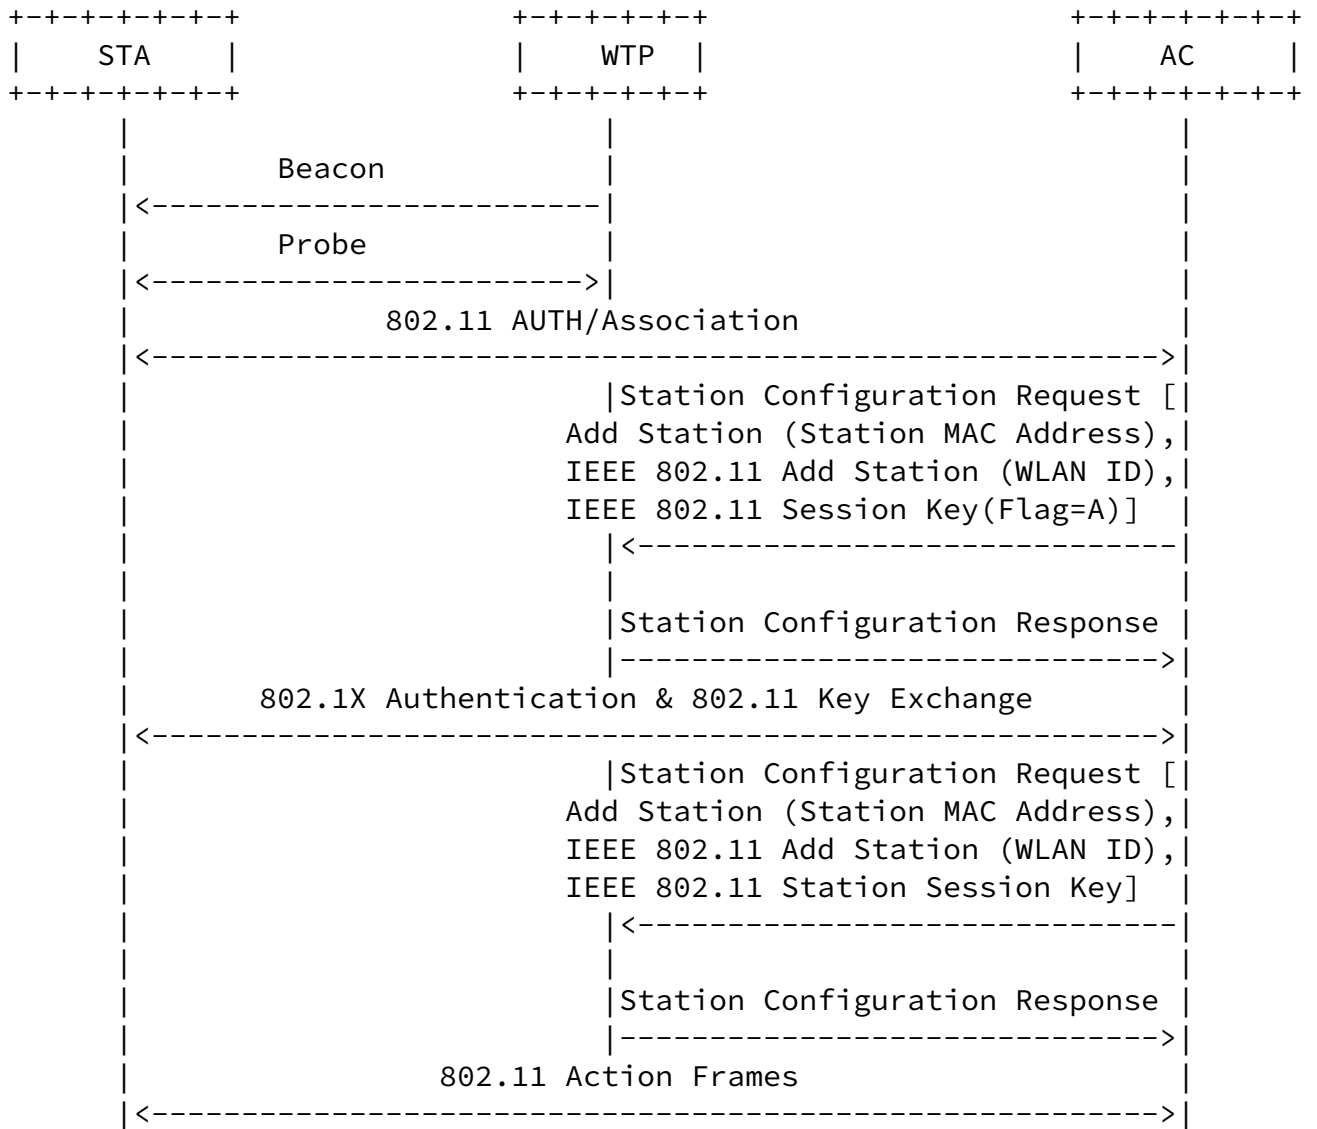 +-+-+-+-+-+-+               +-+-+-+-+-+                    +-+-+-+-+-+-+
|    STA    |               |    WTP  |                    |    AC     |
+-+-+-+-+-+-+               +-+-+-+-+-+                    +-+-+-+-+-+-+
      |                          |                               |
      |        Beacon            |                               |
      |<-------------------------|                               |
      |        Probe             |                               |
      |<------------------------>|                               |
      |              802.11 AUTH/Association                     |
      |<-------------------------------------------------------->|
      |                          |Station Configuration Request [|
      |                        Add Station (Station MAC Address),|
      |                        IEEE 802.11 Add Station (WLAN ID),|
      |                        IEEE 802.11 Session Key(Flag=A)]  |
      |                          |<------------------------------|
      |                          |                               |
      |                          |Station Configuration Response |
      |                          |------------------------------>|
      |       802.1X Authentication & 802.11 Key Exchange        |
      |<-------------------------------------------------------->|
      |                          |Station Configuration Request [|
      |                        Add Station (Station MAC Address),|
      |                        IEEE 802.11 Add Station (WLAN ID),|
      |                        IEEE 802.11 Station Session Key]  |
      |                          |<------------------------------|
      |                          |                               |
      |                          |Station Configuration Response |
      |                          |------------------------------>|
      |                 802.11 Action Frames                     |
      |<-------------------------------------------------------->|